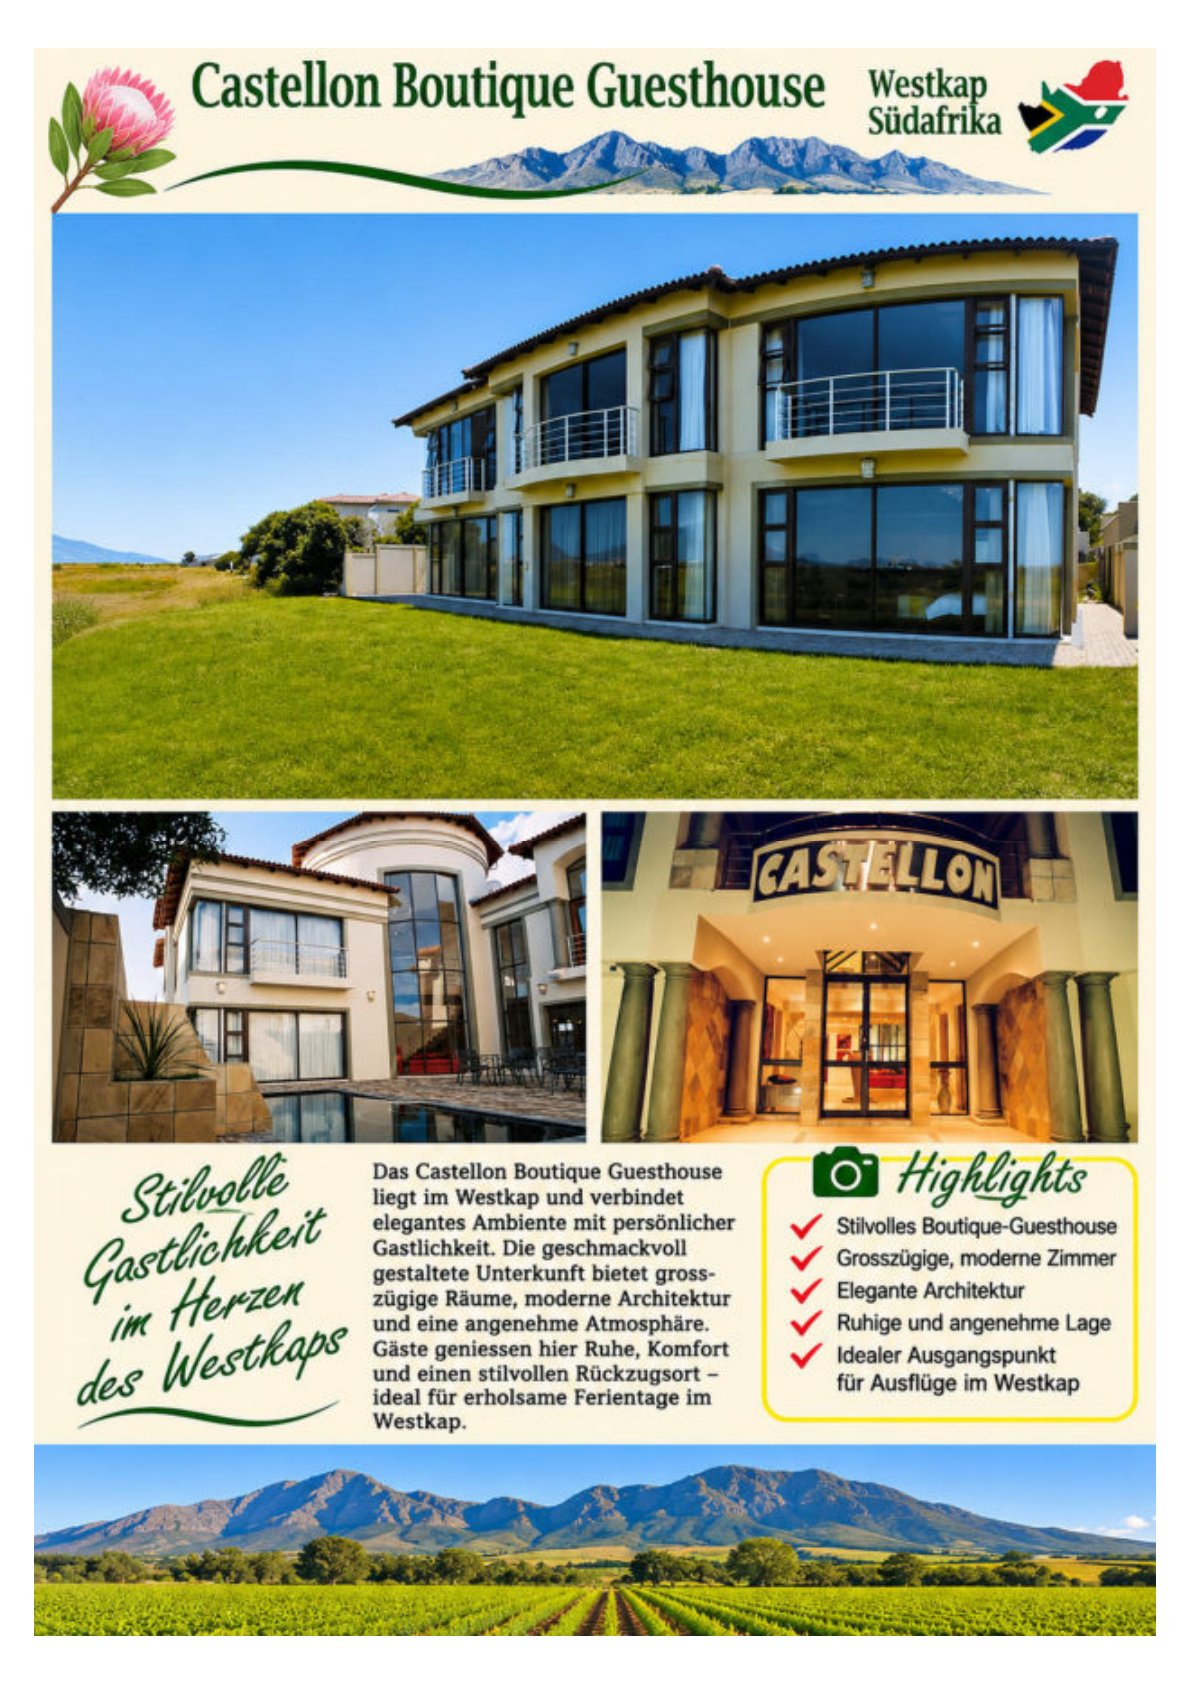 Castellon Boutique Guesthouse
Westkap
Südafrika
CASTELLON
Stilvolle
Gastlichkeit
im Herzen
des Westkaps
Das Castellon Boutique Guesthouse
liegt im Westkap und verbindet
elegantes Ambiente mit persönlicher
Gastlichkeit. Die geschmackvoll
gestaltete Unterkunft bietet gross-
zügige Räume, moderne Architektur
und eine angenehme Atmosphäre.
Gäste geniessen hier Ruhe, Komfort
und einen stilvollen Rückzugsort –
ideal für erholsame Ferientage im
Westkap.
Highlights
Stilvolles Boutique-Guesthouse
Grosszügige, moderne Zimmer
Elegante Architektur
Ruhige und angenehme Lage
Idealer Ausgangspunkt
für Ausflüge im Westkap